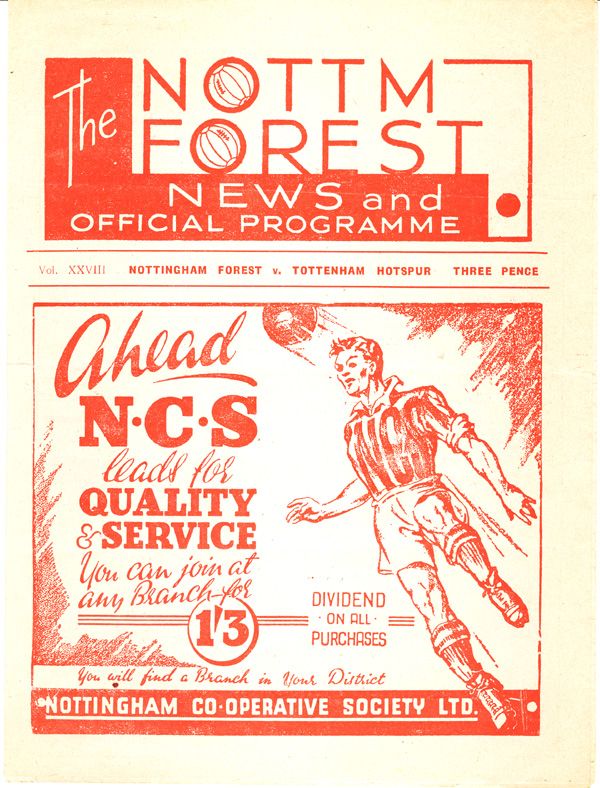 The NOTTM
FOREST
NEWS and
OFFICIAL PROGRAMME
Vol. XXVIII NOTTINGHAM FOREST v. TOTTENHAM HOTSPUR THREE PENCE
Ahead
N·C·S
leads for
QUALITY
& SERVICE
You can join at
any Branch for
1'3
DIVIDEND
· ON ALL ·
PURCHASES
You will find a Branch in Your District
NOTTINGHAM CO-OPERATIVE SOCIETY LTD.